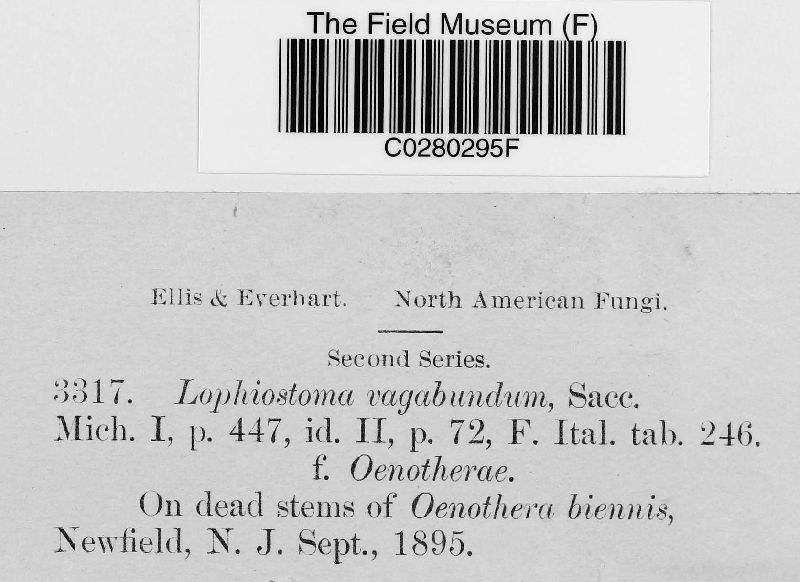 The Field Museum (F)
C0280295F
Ellis & Everhart. North American Fungi.
Second Series.
3317. Lophiostoma vagabundum, Sacc.
Mich. I, p. 447, id. II, p. 72, F. Ital. tab. 246.
f. Oenotherae.
On dead stems of Oenothera biennis,
Newfield, N. J. Sept., 1895.